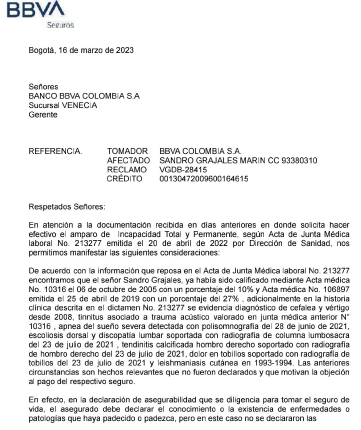 BBVA
Seguros
Bogotá, 16 de marzo de 2023
Señores
BANCO BBVA COLOMBIA S.A
Sucursal VENECIA
Gerente
REFERENCIA. TOMADOR BBVA COLOMBIA S.A.
AFECTADO SANDRO GRAJALES MARIN CC 93380310
RECLAMO VGDB-28415
CRÉDITO 00130472009600164615
Respetados Señores:
En atención a la documentación recibida en días anteriores en donde solicita hacer
efectivo el amparo de Incapacidad Total y Permanente, según Acta de Junta Médica
laboral No. 213277 emitida el 20 de abril de 2022 por Dirección de Sanidad, nos
permitimos manifestar las siguientes consideraciones:
De acuerdo con la información que reposa en el Acta de Junta Médica laboral No. 213277
encontramos que el señor Sandro Grajales, ya había sido calificado mediante Acta médica
No. 10316 el 06 de octubre de 2005 con un porcentaje del 10% y Acta Médica No. 106897
emitida el 25 de abril de 2019 con un porcentaje del 27% , adicionalmente en la historia
clínica descrita en el dictamen No. 213277 se evidencia diagnóstico de cefalea y vértigo
desde 2008, tinnitus asociado a trauma acústico valorado en junta médica anterior N°
10316 , apnea del sueño severa detectada con polisomnografia del 28 de junio de 2021,
escoliosis dorsal y discopatía lumbar soportada con radiografía de columna lumbosacra
del 23 de julio de 2021 , tendinitis calcificada hombro derecho soportado con radiografía
de hombro derecho del 23 de julio de 2021, dolor en tobillos soportado con radiografía de
tobillos del 23 de julio de 2021 y leishmaniasis cutánea en 1993-1994. Las anteriores
circunstancias son hechos relevantes que no fueron declarados y que motivan la objeción
al pago del respectivo seguro.
En efecto, en la declaración de asegurabilidad que se diligencia para tomar el seguro de
vida, el asegurado debe declarar el conocimiento o la existencia de enfermedades o
patologías que haya padecido o padezca, pero en este caso no se declararon las